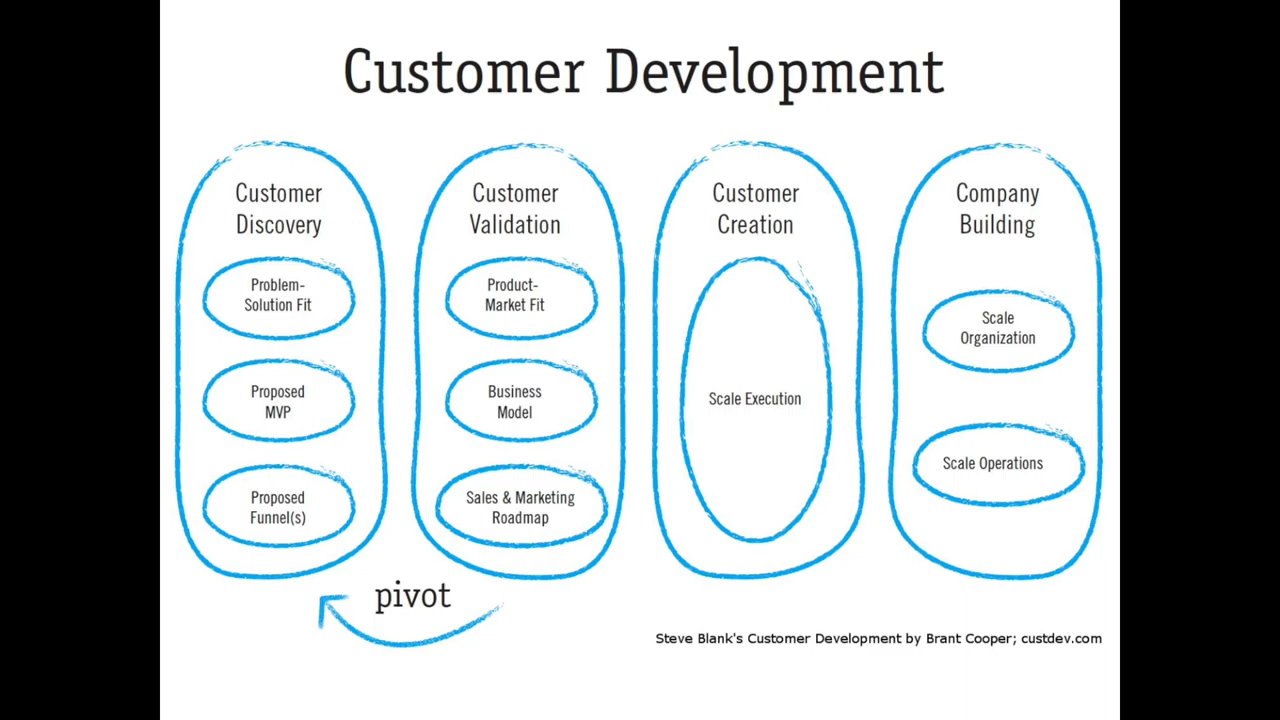 Customer Development
Customer
Discovery
Problem-
Solution Fit
Proposed
MVP
Proposed
Funnel(s)
Customer
Validation
Product-
Market Fit
Business
Model
Sales & Marketing
Roadmap
Customer
Creation
Scale Execution
Company
Building
Scale
Organization
Scale Operations
pivot
Steve Blank's Customer Development by Brant Cooper; custdev.com